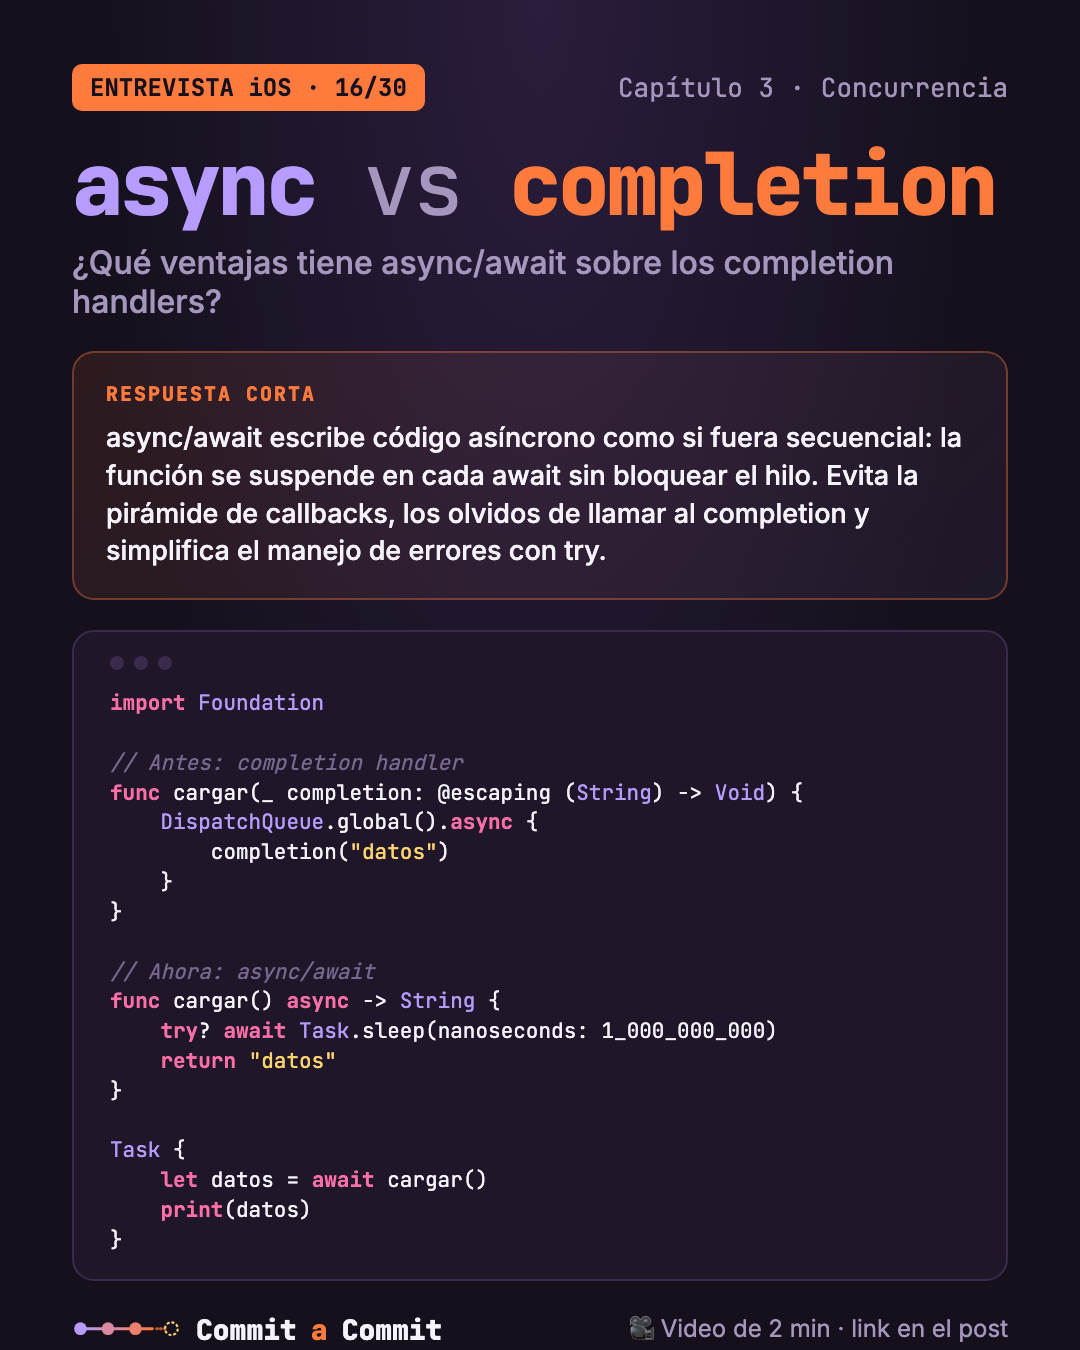 ENTREVISTA iOS · 16/30
Capítulo 3 · Concurrencia
async vs completion
¿Qué ventajas tiene async/await sobre los completion
handlers?
RESPUESTA CORTA
async/await escribe código asíncrono como si fuera secuencial: la
función se suspende en cada await sin bloquear el hilo. Evita la
pirámide de callbacks, los olvidos de llamar al completion y
simplifica el manejo de errores con try.
import Foundation
// Antes: completion handler
func cargar(_ completion: @escaping (String) -> Void) {
    DispatchQueue.global().async {
        completion("datos")
    }
}
// Ahora: async/await
func cargar() async -> String {
    try? await Task.sleep(nanoseconds: 1_000_000_000)
    return "datos"
}
Task {
    let datos = await cargar()
    print(datos)
}
Commit a Commit
Video de 2 min · link en el post